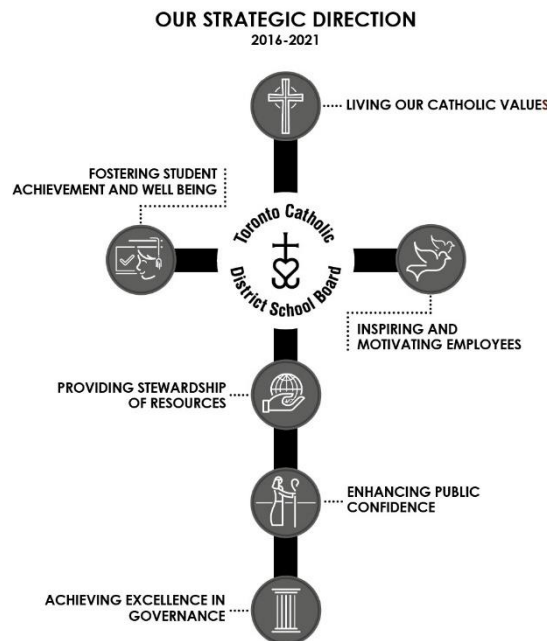 OUR STRATEGIC DIRECTION
2016-2021
LIVING OUR CATHOLIC VALUES
FOSTERING STUDENT
ACHIEVEMENT AND WELL BEING
Toronto Catholic
District School Board
INSPIRING AND
MOTIVATING EMPLOYEES
PROVIDING STEWARDSHIP
OF RESOURCES
ENHANCING PUBLIC
CONFIDENCE
ACHIEVING EXCELLENCE IN
GOVERNANCE